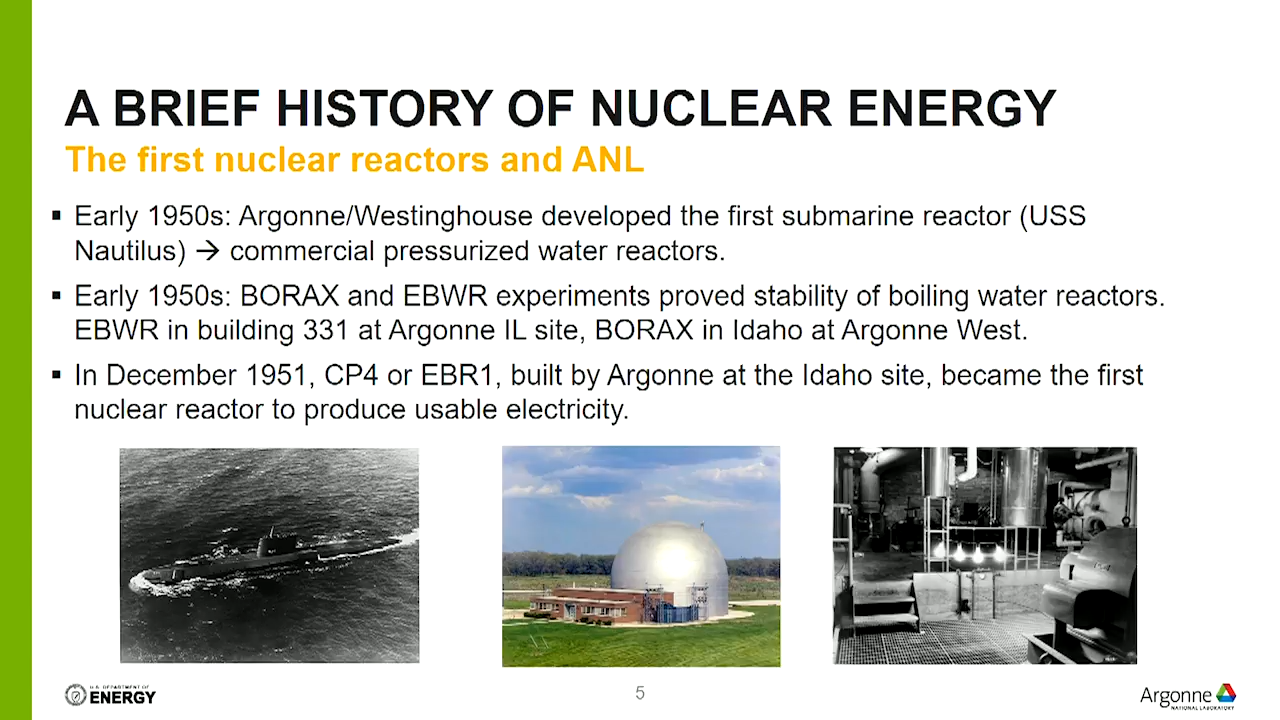 A BRIEF HISTORY OF NUCLEAR ENERGY
The first nuclear reactors and ANL
▪ Early 1950s: Argonne/Westinghouse developed the first submarine reactor (USS
Nautilus) → commercial pressurized water reactors.
▪ Early 1950s: BORAX and EBWR experiments proved stability of boiling water reactors.
EBWR in building 331 at Argonne IL site, BORAX in Idaho at Argonne West.
▪ In December 1951, CP4 or EBR1, built by Argonne at the Idaho site, became the first
nuclear reactor to produce usable electricity.
U.S. DEPARTMENT OF
ENERGY
5
Argonne
NATIONAL LABORATORY